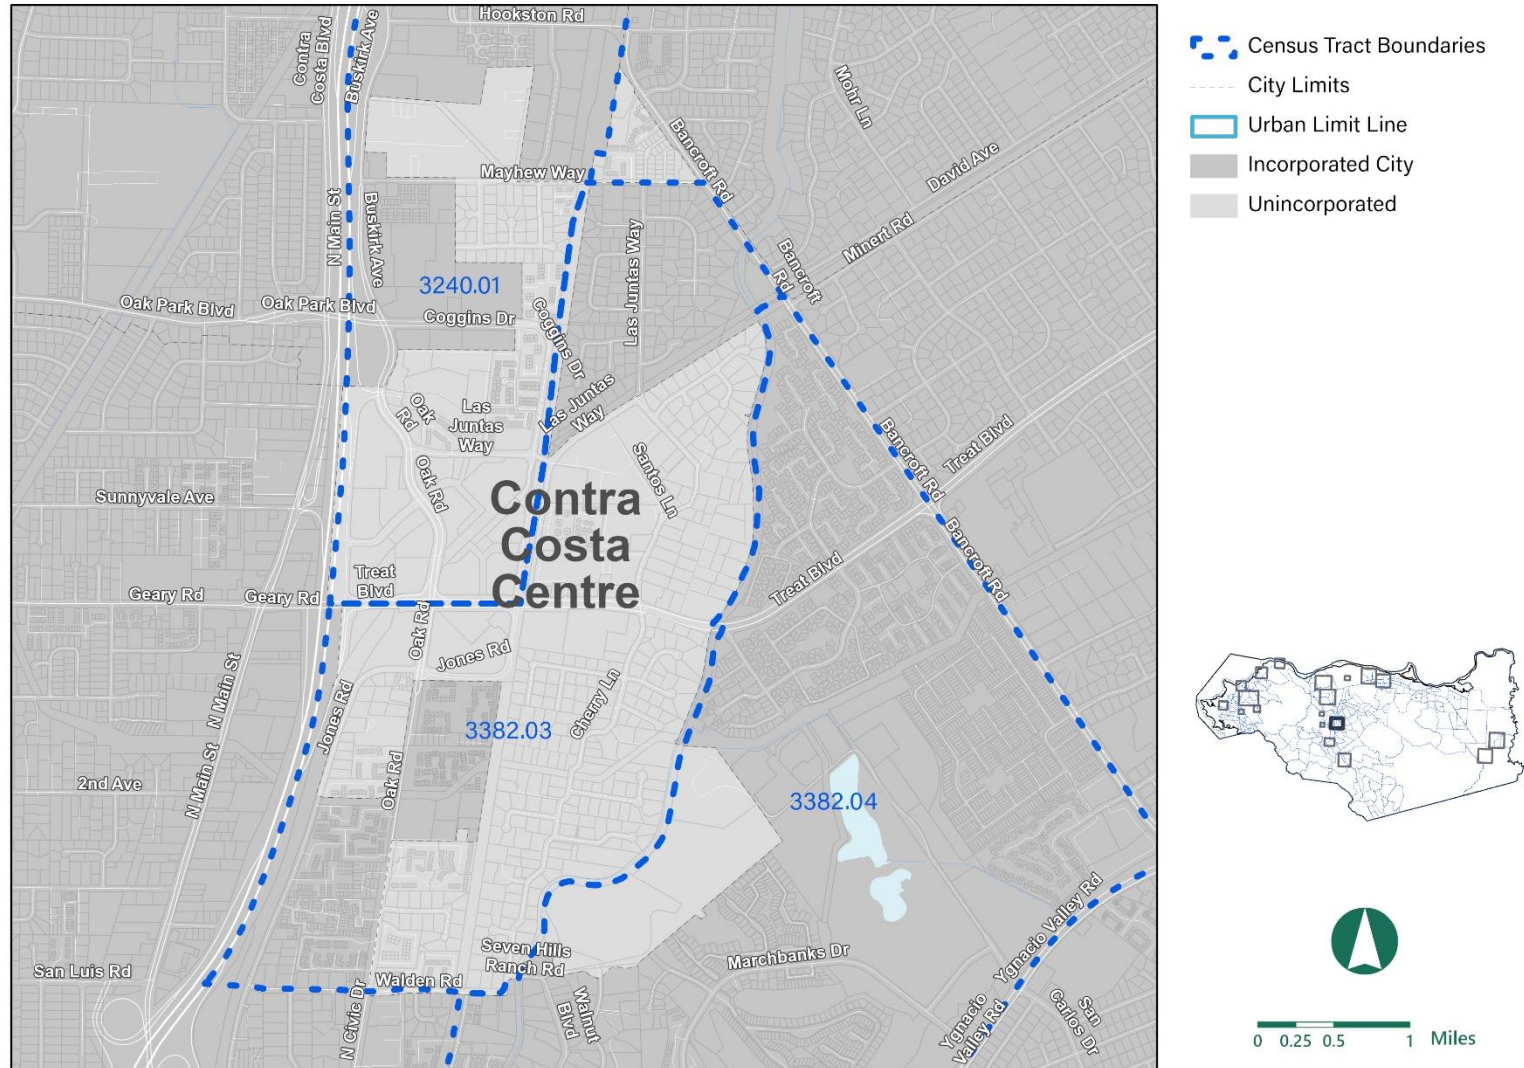 Hookston Rd
Contra
Costa Blvd
Buskirk Ave
Mohr Ln
Bancroft Rd
David Ave
Mayhew Way
N Main St
Buskirk Ave
Las Juntas Way
Minert Rd
Bancroft
Rd
3240.01
Oak Park Blvd
Oak Park Blvd
Coggins Dr
Coggins Dr
Oak
Rd
Las
Juntas
Way
Las Juntas
Way
Santos Ln
Bancroft Rd
Treat Blvd
Oak Rd
Sunnyvale Ave
Contra
Costa
Centre
Bancroft Rd
Treat
Blvd
Treat Blvd
Geary Rd
Geary Rd
Oak Rd
Jones Rd
N Main St
Jones Rd
Cherry Ln
3382.03
Oak Rd
2nd Ave
N Main St
3382.04
Ygnacio Valley Rd
Seven Hills
Ranch Rd
Marchbanks Dr
San Luis Rd
Walden Rd
N Civic Dr
Walnut
Blvd
Ygnacio
Valley Rd
San
Carlos Dr
Census Tract Boundaries
City Limits
Urban Limit Line
Incorporated City
Unincorporated
0 0.25 0.5 1 Miles